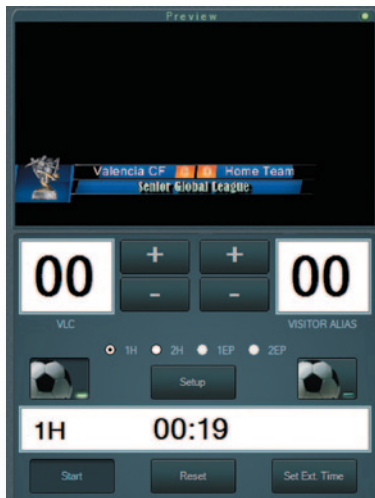 Preview
Valencia CF 0 0 Home Team
Senior Global League
00 + + 00
- -
VLC VISITOR ALIAS
1H 2H 1EP 2EP
Setup
1H 00:19
Start Reset Set Ext. Time